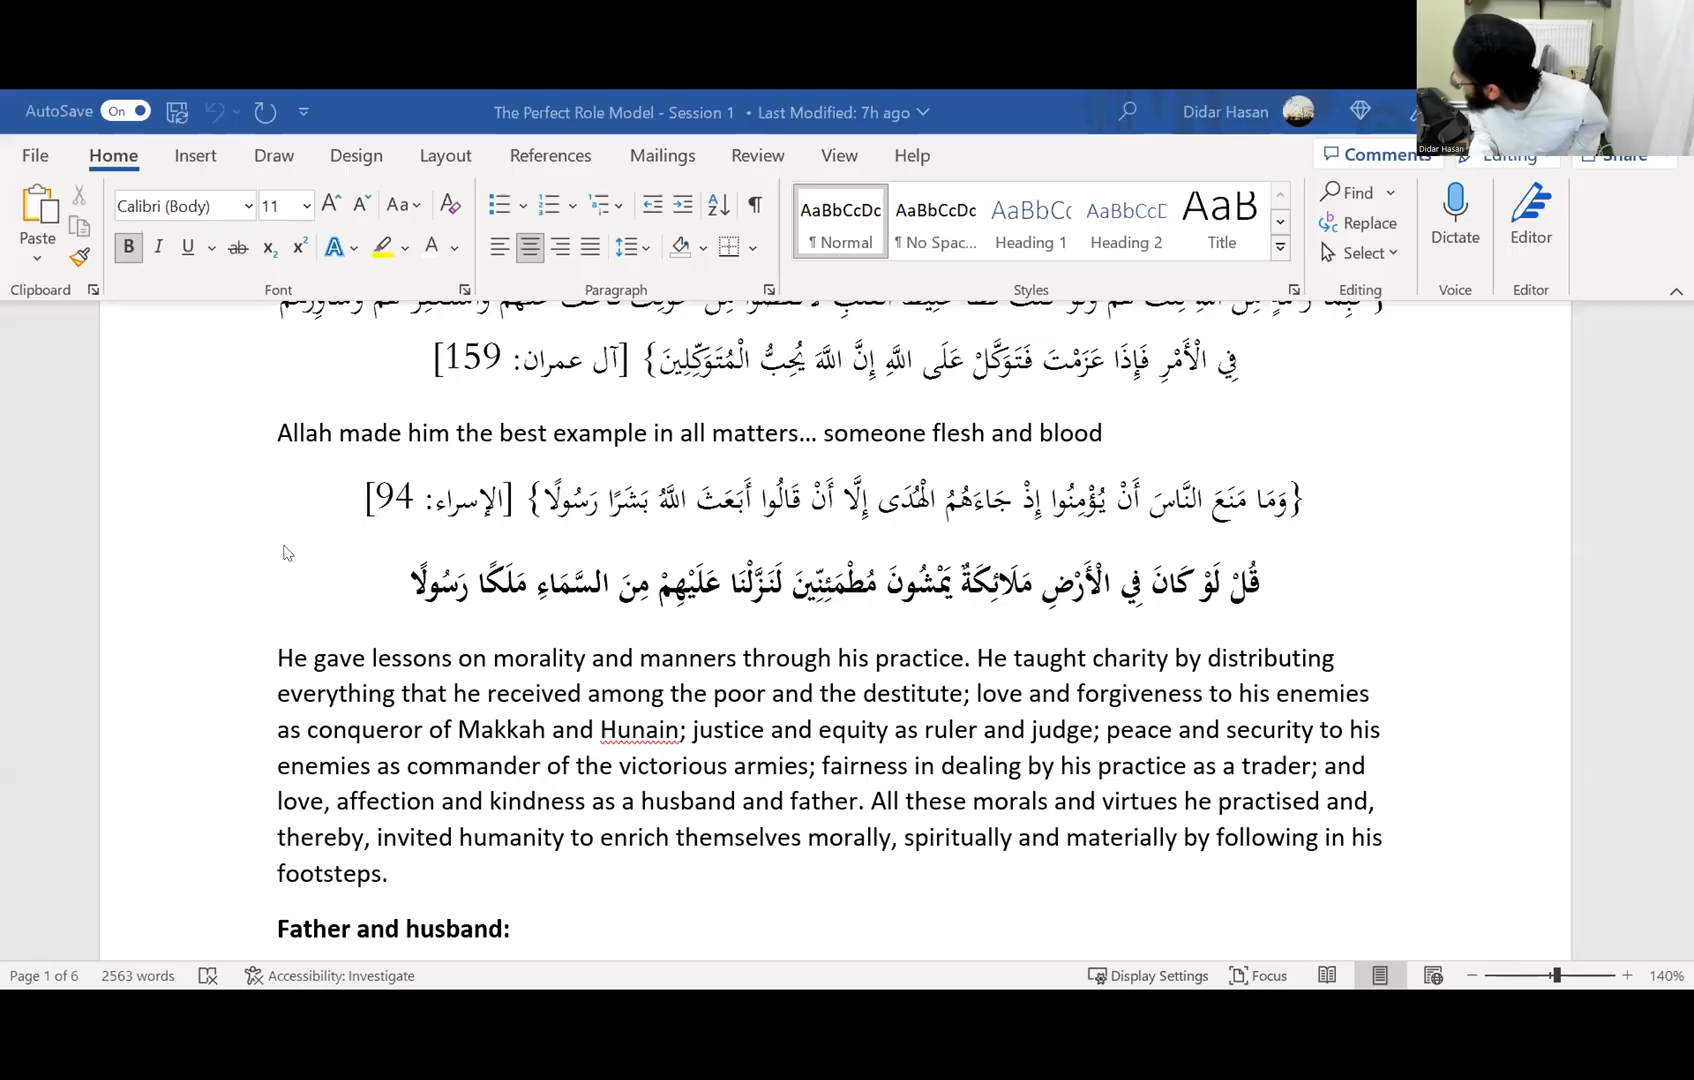 AutoSave On The Perfect Role Model - Session 1 • Last Modified: 7h ago Didar Hasan
Didar Hasan
File Home Insert Draw Design Layout References Mailings Review View Help Comments Editing Share
Calibri (Body) 11 Aa
AaBbCcDc AaBbCcDc AaBbCc AaBbCcD AaB
Find
Paste
Replace
Dictate Editor
¶ Normal ¶ No Spac... Heading 1 Heading 2 Title
Select
Clipboard Font Paragraph Styles Editing Voice Editor
فِي الْأَمْرِ فَإِذَا عَزَمْتَ فَتَوَكَّلْ عَلَى اللَّهِ إِنَّ اللَّهَ يُحِبُّ الْمُتَوَكِّلِينَ} [آل عمران: 159]
Allah made him the best example in all matters… someone flesh and blood
{وَمَا مَنَعَ النَّاسَ أَنْ يُؤْمِنُوا إِذْ جَاءَهُمُ الْهُدَى إِلَّا أَنْ قَالُوا أَبَعَثَ اللَّهُ بَشَرًا رَسُولًا} [الإسراء: 94]
قُلْ لَوْ كَانَ فِي الْأَرْضِ مَلَائِكَةٌ يَمْشُونَ مُطْمَئِنِّينَ لَنَزَّلْنَا عَلَيْهِمْ مِنَ السَّمَاءِ مَلَكًا رَسُولًا
He gave lessons on morality and manners through his practice. He taught charity by distributing
everything that he received among the poor and the destitute; love and forgiveness to his enemies
as conqueror of Makkah and Hunain; justice and equity as ruler and judge; peace and security to his
enemies as commander of the victorious armies; fairness in dealing by his practice as a trader; and
love, affection and kindness as a husband and father. All these morals and virtues he practised and,
thereby, invited humanity to enrich themselves morally, spiritually and materially by following in his
footsteps.
Father and husband:
Page 1 of 6 2563 words Accessibility: Investigate Display Settings Focus 140%